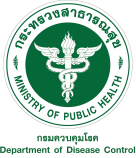 กระทรวงสาธารณสุข
MINISTRY OF PUBLIC HEALTH
กรมควบคุมโรค
Department of Disease Control